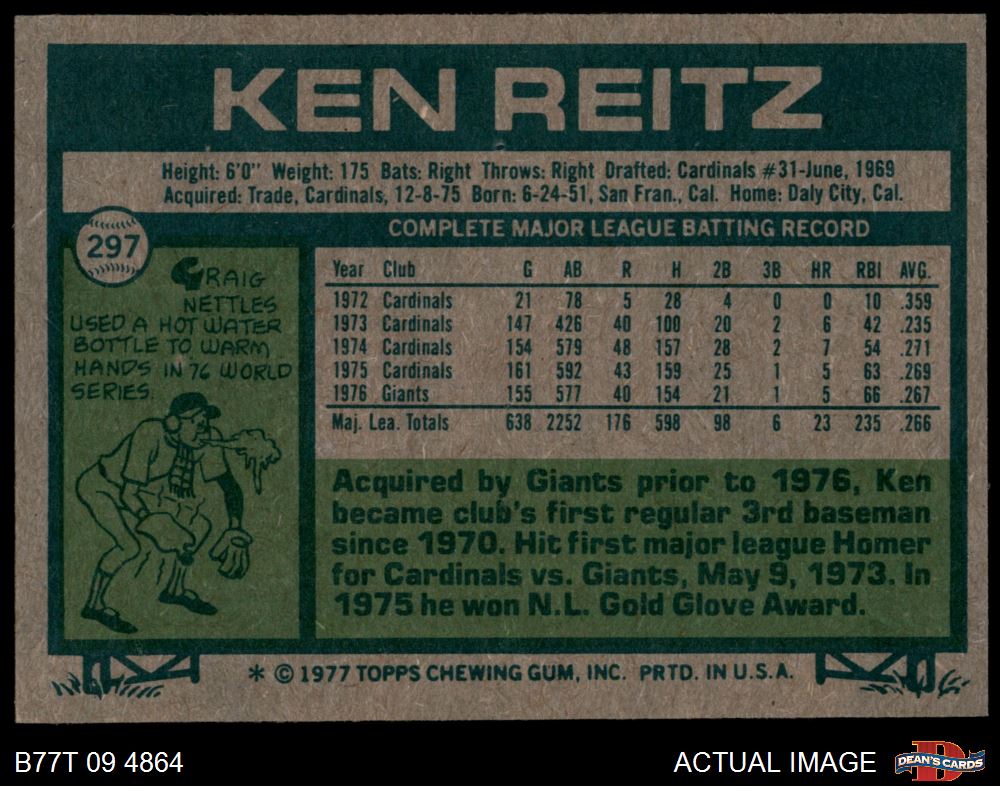 KEN REITZ
Height: 6'0" Weight: 175 Bats: Right Throws: Right Drafted: Cardinals #31-June, 1969
Acquired: Trade, Cardinals, 12-8-75 Born: 6-24-51, San Fran., Cal. Home: Daly City, Cal.
297
GRAIG
NETTLES
USED A HOT WATER
BOTTLE TO WARM
HANDS IN 76 WORLD
SERIES.
COMPLETE MAJOR LEAGUE BATTING RECORD
Year Club G AB R H 2B 3B HR RBI AVG.
1972 Cardinals 21 78 5 28 4 0 0 10 .359
1973 Cardinals 147 426 40 100 20 2 6 42 .235
1974 Cardinals 154 579 48 157 28 2 7 54 .271
1975 Cardinals 161 592 43 159 25 1 5 63 .269
1976 Giants 155 577 40 154 21 1 5 66 .267
Maj. Lea. Totals 638 2252 176 598 98 6 23 235 .266
Acquired by Giants prior to 1976, Ken
became club's first regular 3rd baseman
since 1970. Hit first major league Homer
for Cardinals vs. Giants, May 9, 1973. In
1975 he won N.L. Gold Glove Award.
* © 1977 TOPPS CHEWING GUM, INC. PRTD. IN U.S.A.
B77T 09 4864
ACTUAL IMAGE
D
DEAN'S CARDS